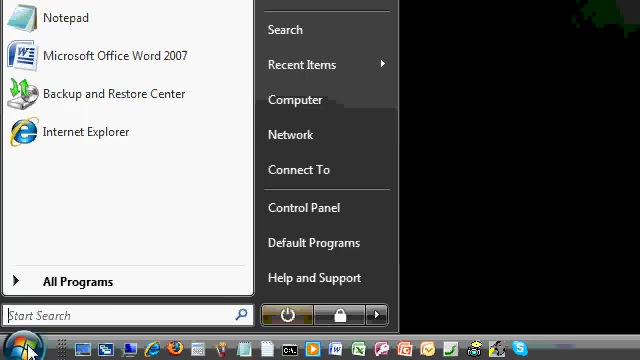 Notepad
Microsoft Office Word 2007
Backup and Restore Center
Internet Explorer
All Programs
Start Search
Search
Recent Items
Computer
Network
Connect To
Control Panel
Default Programs
Help and Support